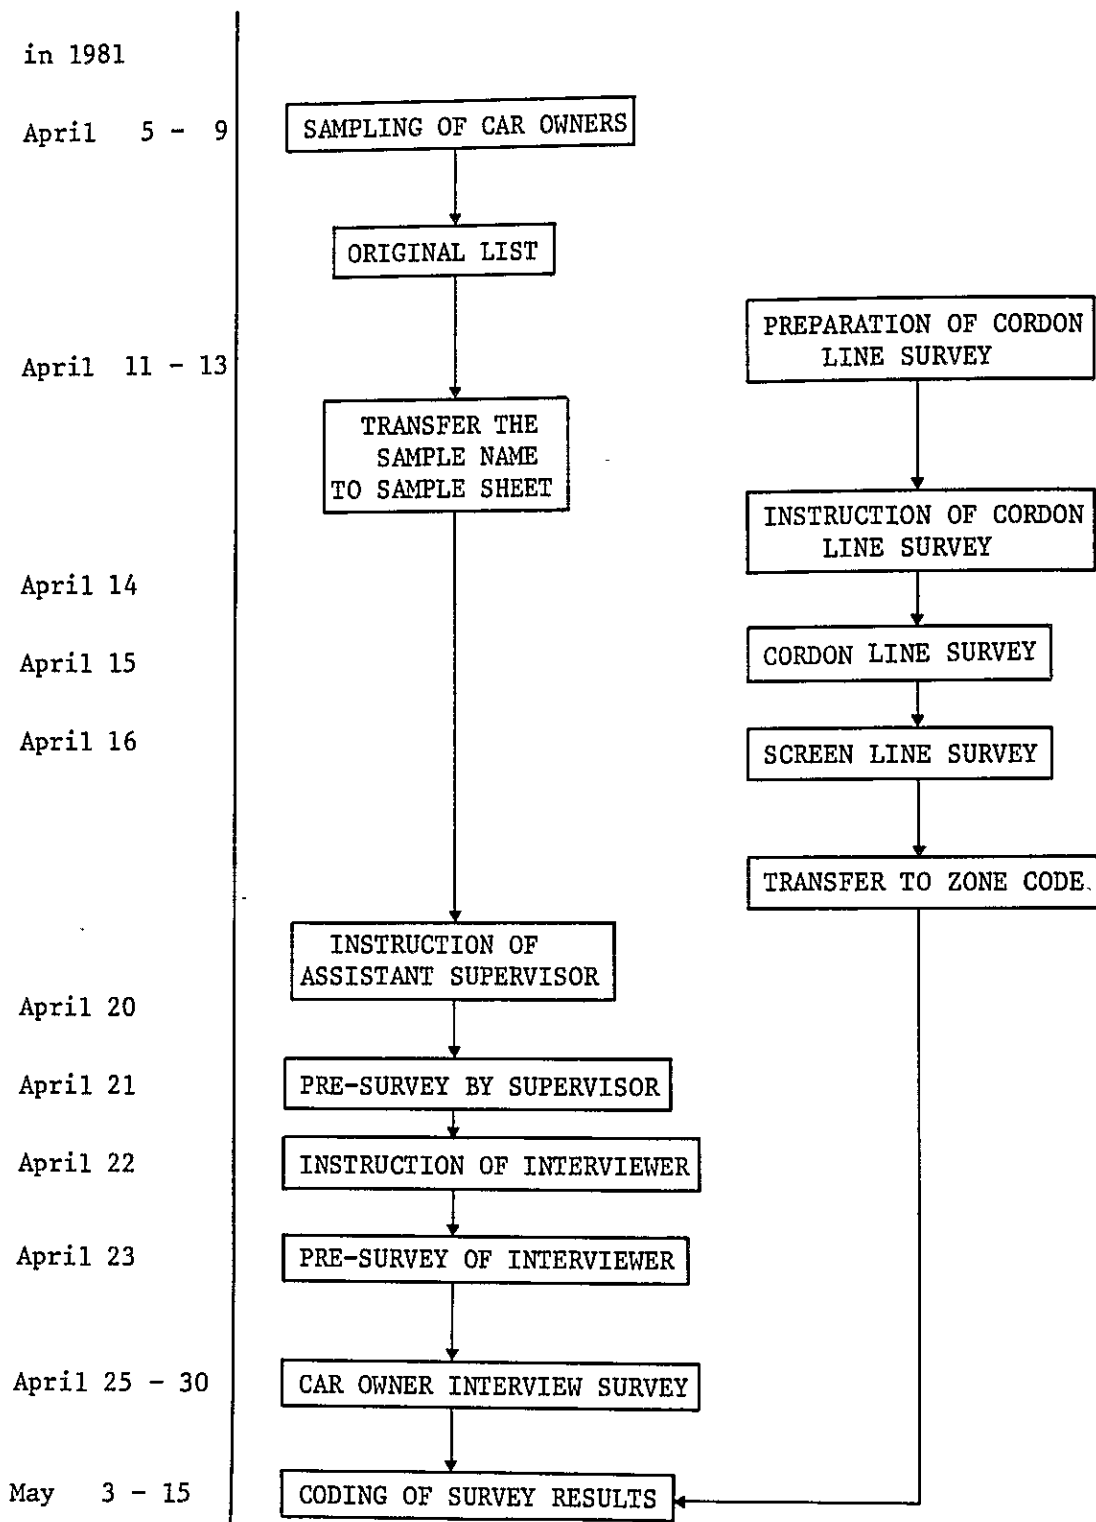 in 1981
April 5 - 9
SAMPLING OF CAR OWNERS
ORIGINAL LIST
PREPARATION OF CORDON
LINE SURVEY
April 11 - 13
TRANSFER THE
SAMPLE NAME
TO SAMPLE SHEET
INSTRUCTION OF CORDON
LINE SURVEY
April 14
CORDON LINE SURVEY
April 15
April 16
SCREEN LINE SURVEY
TRANSFER TO ZONE CODE
INSTRUCTION OF
ASSISTANT SUPERVISOR
April 20
April 21
PRE-SURVEY BY SUPERVISOR
April 22
INSTRUCTION OF INTERVIEWER
April 23
PRE-SURVEY OF INTERVIEWER
April 25 - 30
CAR OWNER INTERVIEW SURVEY
May 3 - 15
CODING OF SURVEY RESULTS